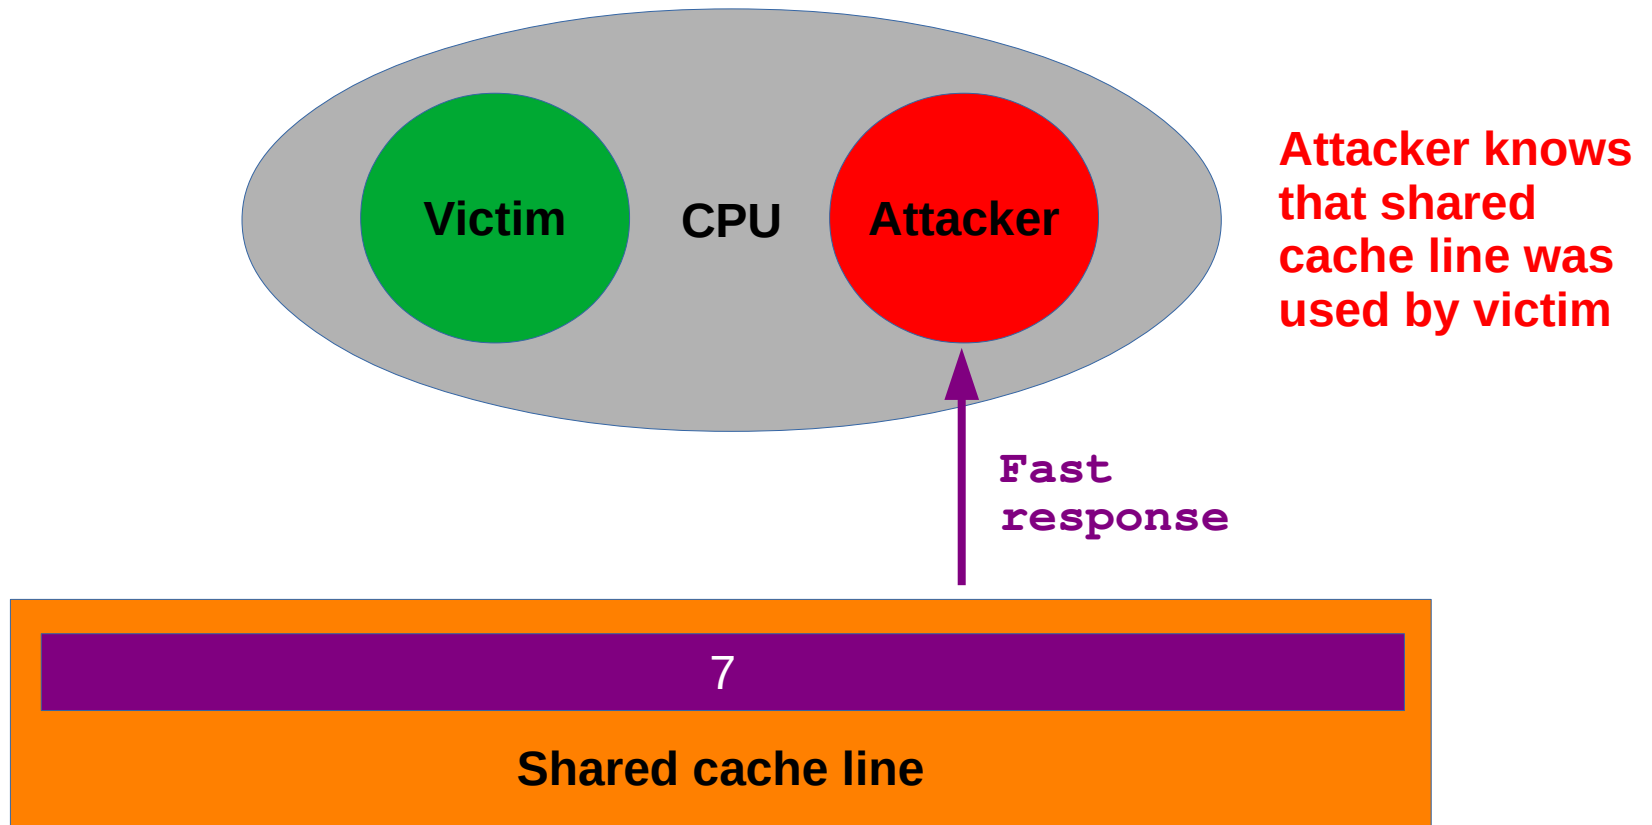 Victim
CPU
Attacker
Attacker knows
that shared
cache line was
used by victim
Fast
response
7
Shared cache line